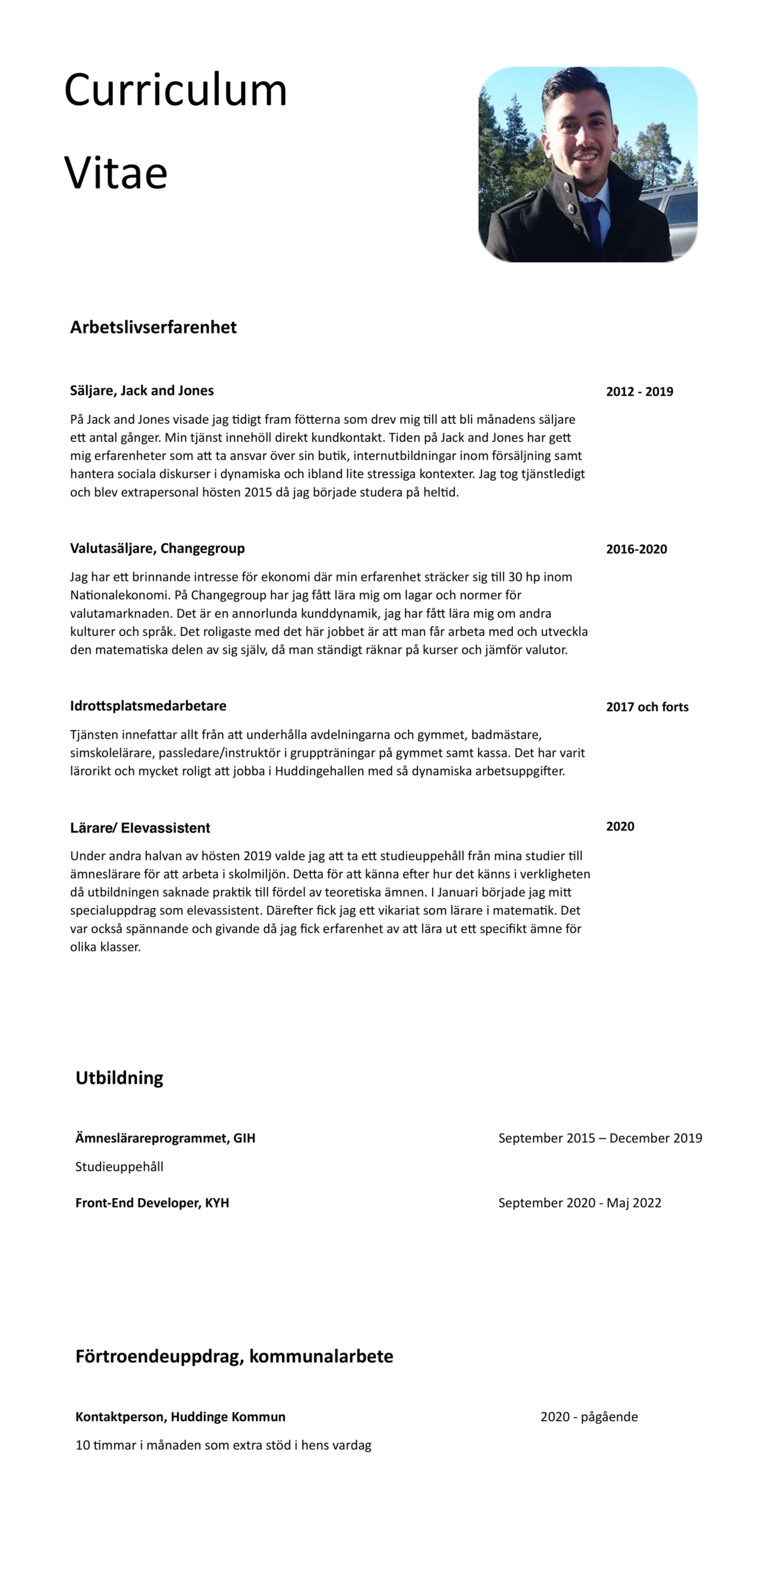 Curriculum
Vitae
Arbetslivserfarenhet
Säljare, Jack and Jones
2012 - 2019
På Jack and Jones visade jag tidigt fram fötterna som drev mig till att bli månadens säljare
ett antal gånger. Min tjänst innehöll direkt kundkontakt. Tiden på Jack and Jones har gett
mig erfarenheter som att ta ansvar över sin butik, internutbildningar inom försäljning samt
hantera sociala diskurser i dynamiska och ibland lite stressiga kontexter. Jag tog tjänstledigt
och blev extrapersonal hösten 2015 då jag började studera på heltid.
Valutasäljare, Changegroup
2016-2020
Jag har ett brinnande intresse för ekonomi där min erfarenhet sträcker sig till 30 hp inom
Nationalekonomi. På Changegroup har jag fått lära mig om lagar och normer för
valutamarknaden. Det är en annorlunda kunddynamik, jag har fått lära mig om andra
kulturer och språk. Det roligaste med det här jobbet är att man får arbeta med och utveckla
den matematiska delen av sig själv, då man ständigt räknar på kurser och jämför valutor.
Idrottsplatsmedarbetare
2017 och forts
Tjänsten innefattar allt från att underhålla avdelningarna och gymmet, badmästare,
simskolelärare, passledare/instruktör i gruppträningar på gymmet samt kassa. Det har varit
lärorikt och mycket roligt att jobba i Huddingehallen med så dynamiska arbetsuppgifter.
Lärare/ Elevassistent
2020
Under andra halvan av hösten 2019 valde jag att ta ett studieuppehåll från mina studier till
ämneslärare för att arbeta i skolmiljön. Detta för att känna efter hur det känns i verkligheten
då utbildningen saknade praktik till fördel av teoretiska ämnen. I Januari började jag mitt
specialuppdrag som elevassistent. Därefter fick jag ett vikariat som lärare i matematik. Det
var också spännande och givande då jag fick erfarenhet av att lära ut ett specifikt ämne för
olika klasser.
Utbildning
Ämneslärareprogrammet, GIH
September 2015 – December 2019
Studieuppehåll
Front-End Developer, KYH
September 2020 - Maj 2022
Förtroendeuppdrag, kommunalarbete
Kontaktperson, Huddinge Kommun
2020 - pågående
10 timmar i månaden som extra stöd i hens vardag